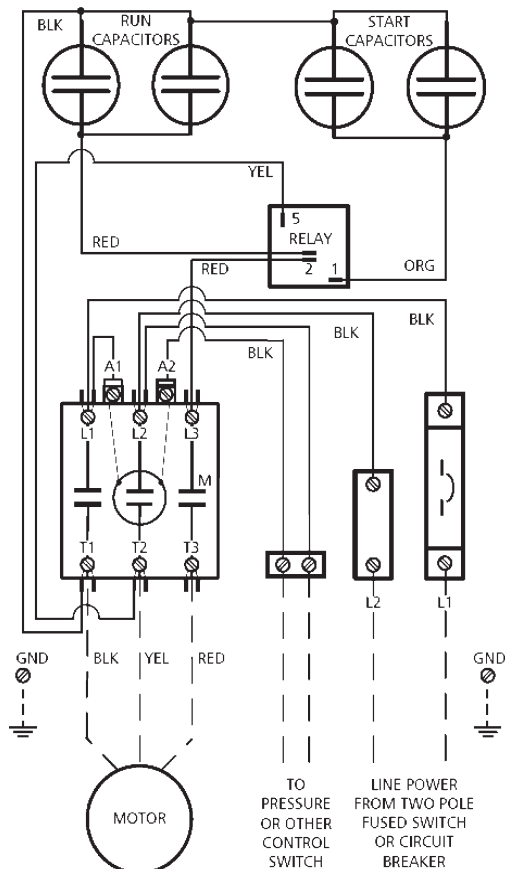 BLK
RUN
CAPACITORS
START
CAPACITORS
YEL
5
RELAY
2
1
RED
RED
ORG
BLK
BLK
BLK
A1
A2
L1
L2
L3
M
T1
T2
T3
L2
L1
GND
BLK
YEL
RED
GND
MOTOR
TO
PRESSURE
OR OTHER
CONTROL
SWITCH
LINE POWER
FROM TWO POLE
FUSED SWITCH
OR CIRCUIT
BREAKER